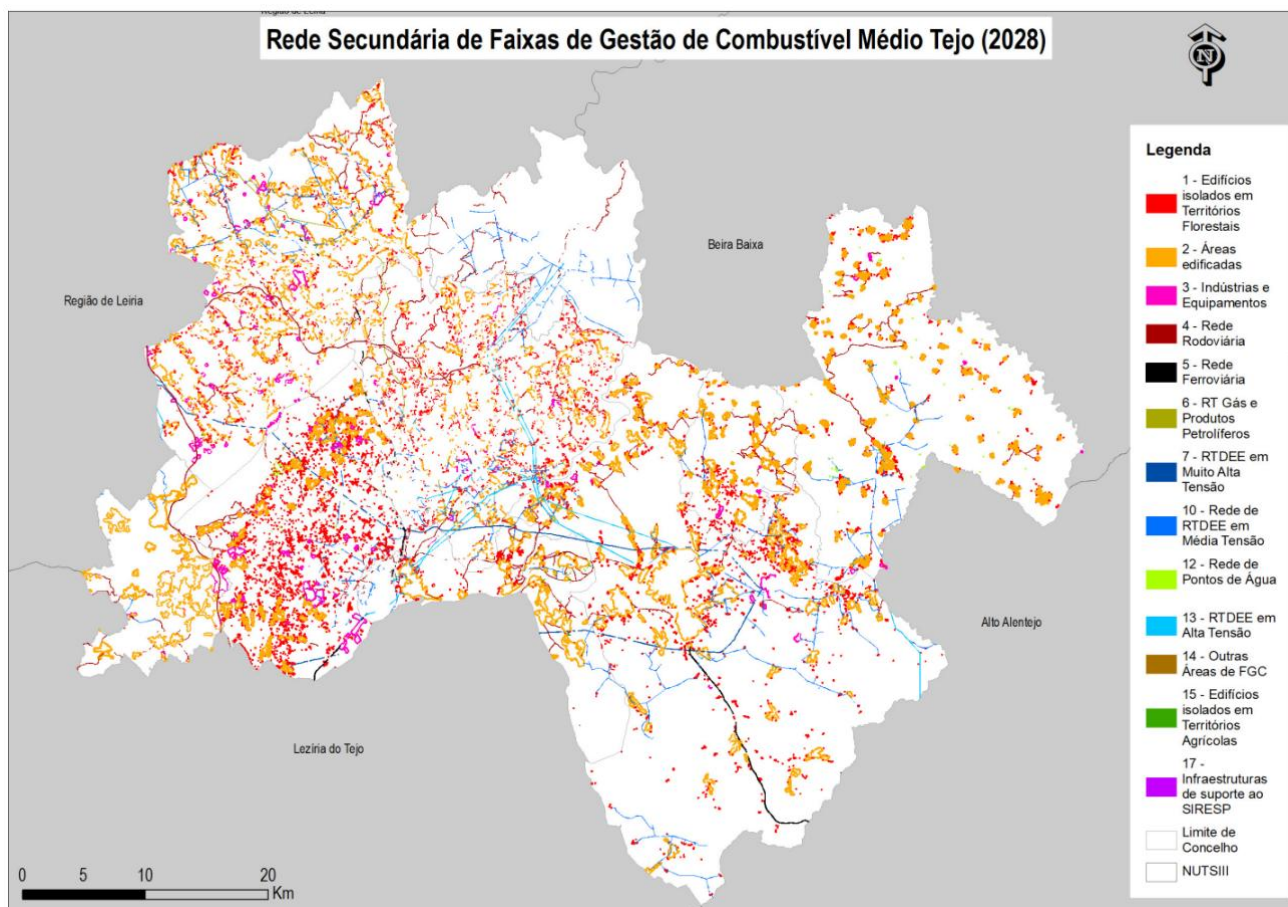 Região de Leiria
Rede Secundária de Faixas de Gestão de Combustível Médio Tejo (2028)
N
Beira Baixa
Região de Leiria
Alto Alentejo
Lezíria do Tejo
0 5 10 20
Km
Legenda
1 - Edifícios
isolados em
Territórios
Florestais
2 - Áreas
edificadas
3 - Indústrias e
Equipamentos
4 - Rede
Rodoviária
5 - Rede
Ferroviária
6 - RT Gás e
Produtos
Petrolíferos
7 - RTDEE em
Muito Alta
Tensão
10 - Rede de
RTDEE em
Média Tensão
12 - Rede de
Pontos de Água
13 - RTDEE em
Alta Tensão
14 - Outras
Áreas de FGC
15 - Edifícios
isolados em
Territórios
Agrícolas
17 -
Infraestruturas
de suporte ao
SIRESP
Limite de
Concelho
NUTSIII